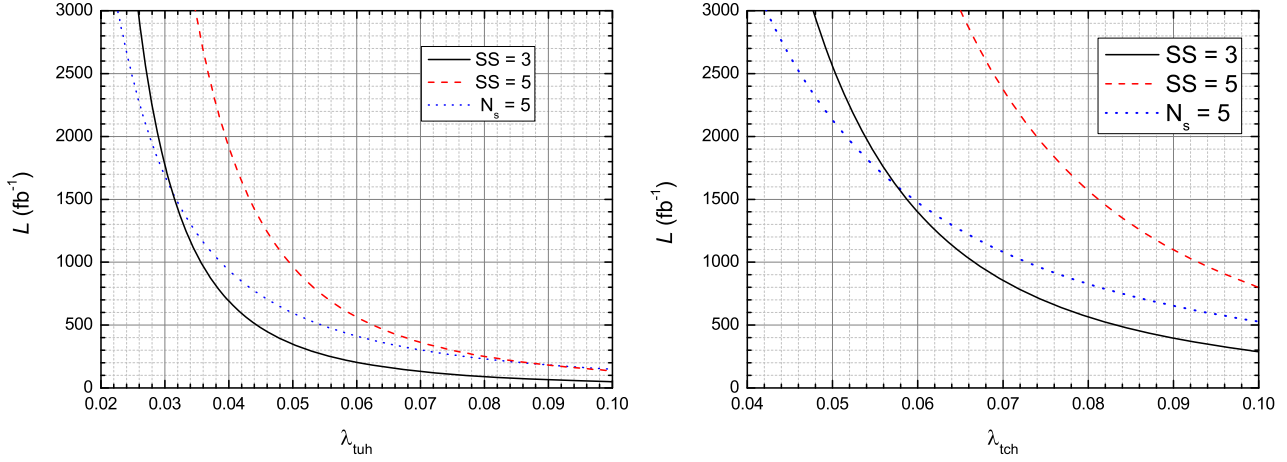 3000
2500
2000
1500
1000
500
0
L (fb⁻¹)
SS = 3
SS = 5
Nₛ = 5
0.02 0.03 0.04 0.05 0.06 0.07 0.08 0.09 0.10
λₜᵤₕ
3000
2500
2000
1500
1000
500
0
L (fb⁻¹)
SS = 3
SS = 5
Nₛ = 5
0.04 0.05 0.06 0.07 0.08 0.09 0.10
λ_tch